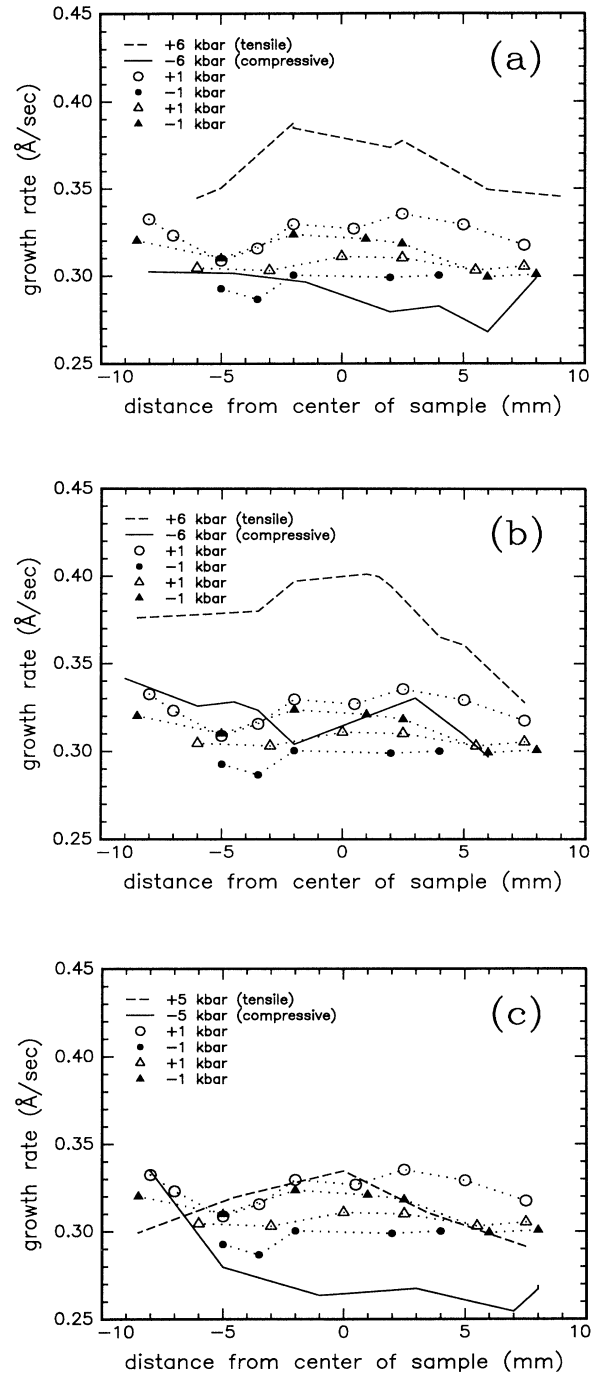 0.45
0.40
0.35
0.30
0.25
growth rate (Å/sec)
+6 kbar (tensile)
−6 kbar (compressive)
+1 kbar
−1 kbar
+1 kbar
−1 kbar
(a)
−10 −5 0 5 10
distance from center of sample (mm)
0.45
0.40
0.35
0.30
0.25
growth rate (Å/sec)
+6 kbar (tensile)
−6 kbar (compressive)
+1 kbar
−1 kbar
+1 kbar
−1 kbar
(b)
−10 −5 0 5 10
distance from center of sample (mm)
0.45
0.40
0.35
0.30
0.25
growth rate (Å/sec)
+5 kbar (tensile)
−5 kbar (compressive)
+1 kbar
−1 kbar
+1 kbar
−1 kbar
(c)
−10 −5 0 5 10
distance from center of sample (mm)